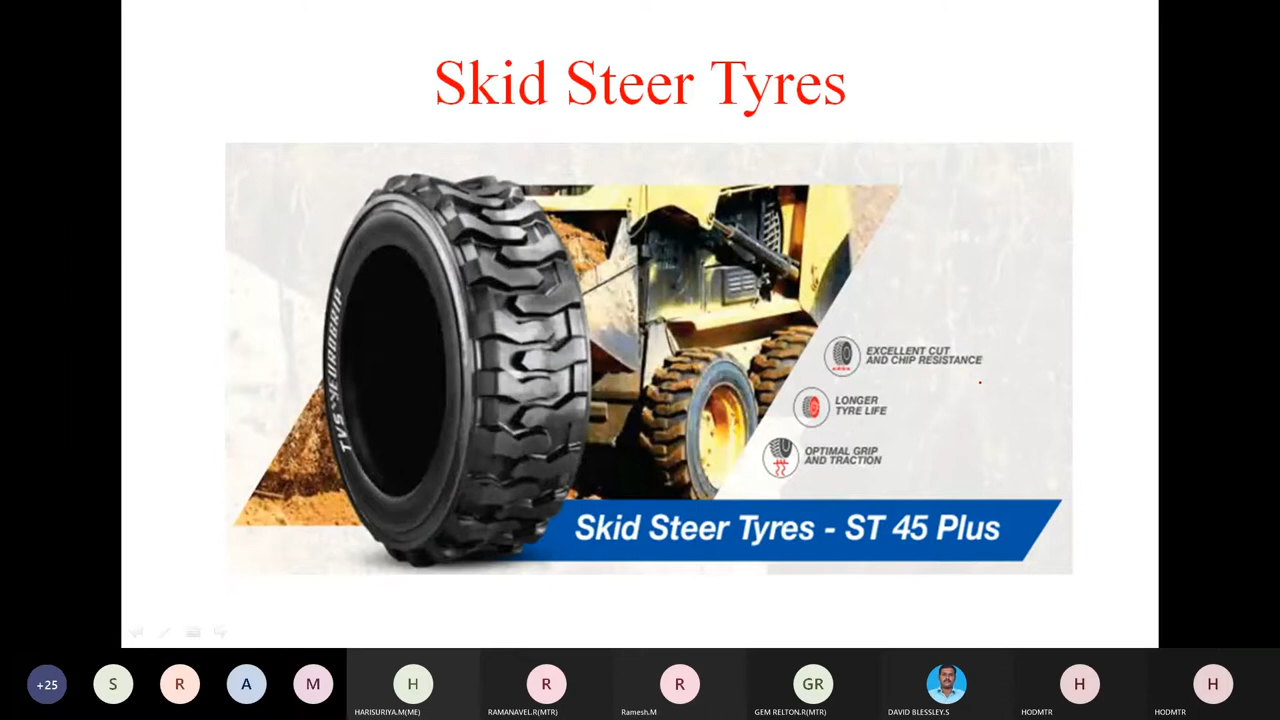 Skid Steer Tyres
TVS EUROGRIP
EXCELLENT CUT
AND CHIP RESISTANCE
LONGER
TYRE LIFE
OPTIMAL GRIP
AND TRACTION
Skid Steer Tyres - ST 45 Plus
+25
S
R
A
M
H
R
R
GR
H
H
HARISURIYA.M(ME)
RAMANAVEL.R(MTR)
Ramesh.M
GEM RELTON.R(MTR)
DAVID BLESSLEY.S
HODMTR
HODMTR